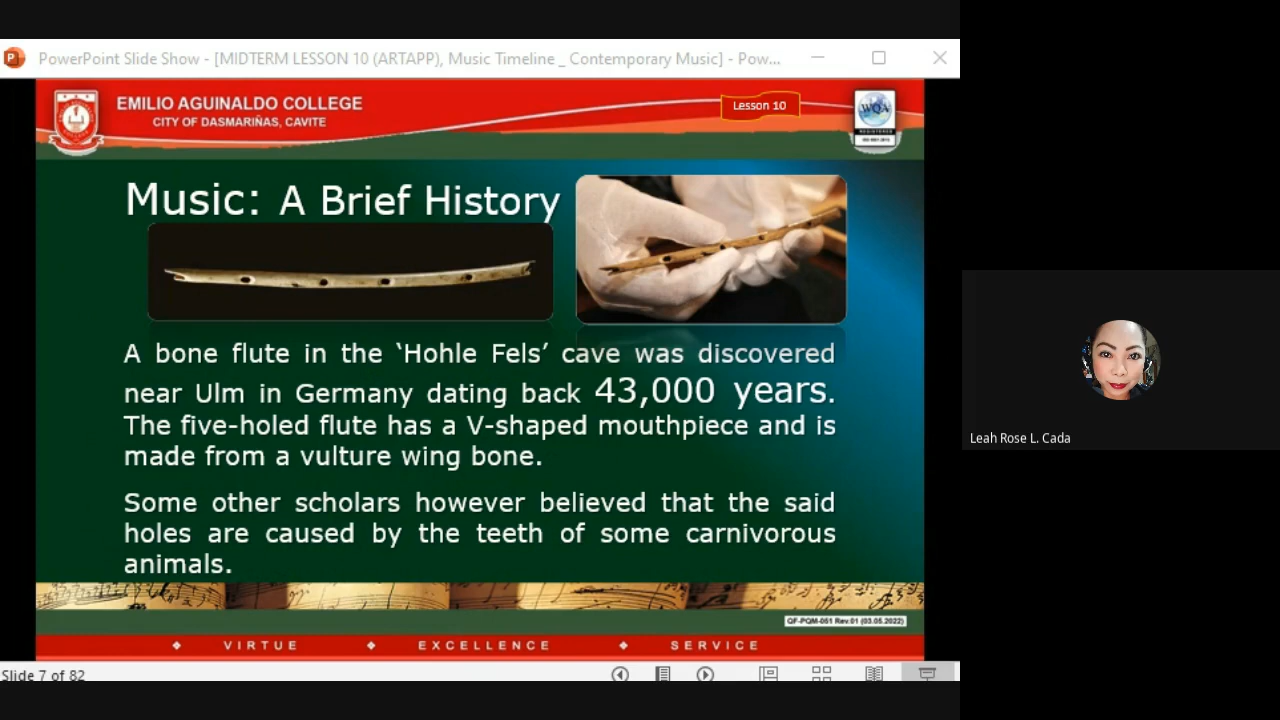 PowerPoint Slide Show - [MIDTERM LESSON 10 (ARTAPP), Music Timeline _ Contemporary Music] - Pow...
EMILIO AGUINALDO COLLEGE
CITY OF DASMARIÑAS, CAVITE
Lesson 10
WQA
REGISTERED
Music: A Brief History
A bone flute in the ‘Hohle Fels’ cave was discovered
near Ulm in Germany dating back 43,000 years.
The five-holed flute has a V-shaped mouthpiece and is
made from a vulture wing bone.
Some other scholars however believed that the said
holes are caused by the teeth of some carnivorous
animals.
Leah Rose L. Cada
QF-PQM-051 Rev.01 (03.05.2022)
❖ VIRTUE ❖ EXCELLENCE ❖ SERVICE
Slide 7 of 82